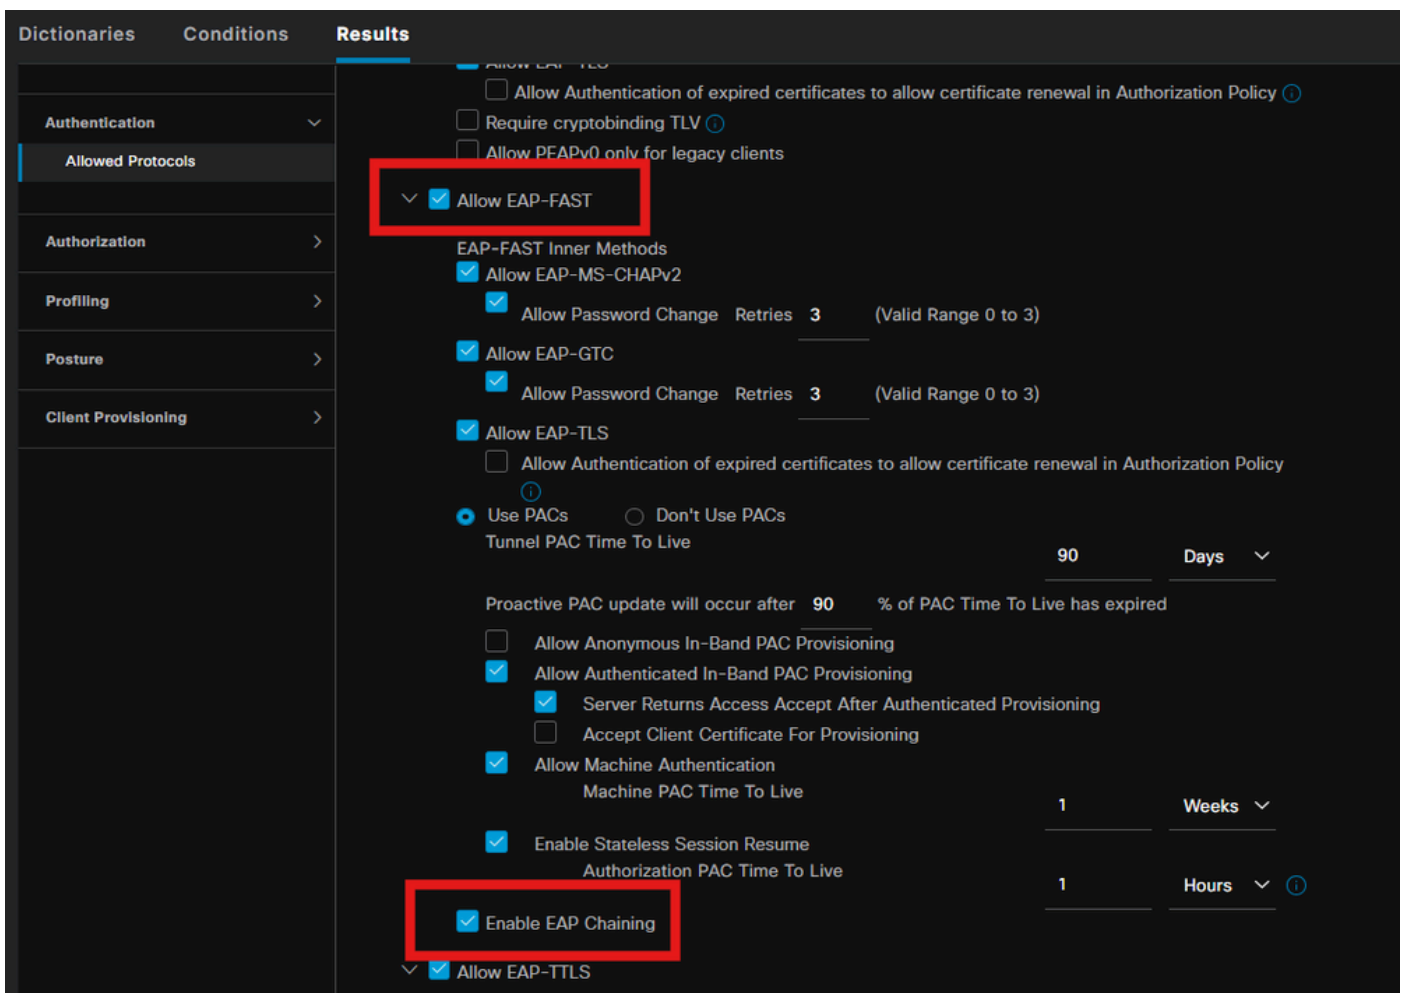 Dictionaries Conditions Results
Allow EAP-TLS
Allow Authentication of expired certificates to allow certificate renewal in Authorization Policy
Authentication
Require cryptobinding TLV
Allowed Protocols
Allow PEAPv0 only for legacy clients
Allow EAP-FAST
Authorization
EAP-FAST Inner Methods
Allow EAP-MS-CHAPv2
Profiling
Allow Password Change Retries 3 (Valid Range 0 to 3)
Posture
Allow EAP-GTC
Allow Password Change Retries 3 (Valid Range 0 to 3)
Client Provisioning
Allow EAP-TLS
Allow Authentication of expired certificates to allow certificate renewal in Authorization Policy
Use PACs Don't Use PACs
Tunnel PAC Time To Live 90 Days
Proactive PAC update will occur after 90 % of PAC Time To Live has expired
Allow Anonymous In-Band PAC Provisioning
Allow Authenticated In-Band PAC Provisioning
Server Returns Access Accept After Authenticated Provisioning
Accept Client Certificate For Provisioning
Allow Machine Authentication
Machine PAC Time To Live 1 Weeks
Enable Stateless Session Resume
Authorization PAC Time To Live 1 Hours
Enable EAP Chaining
Allow EAP-TTLS